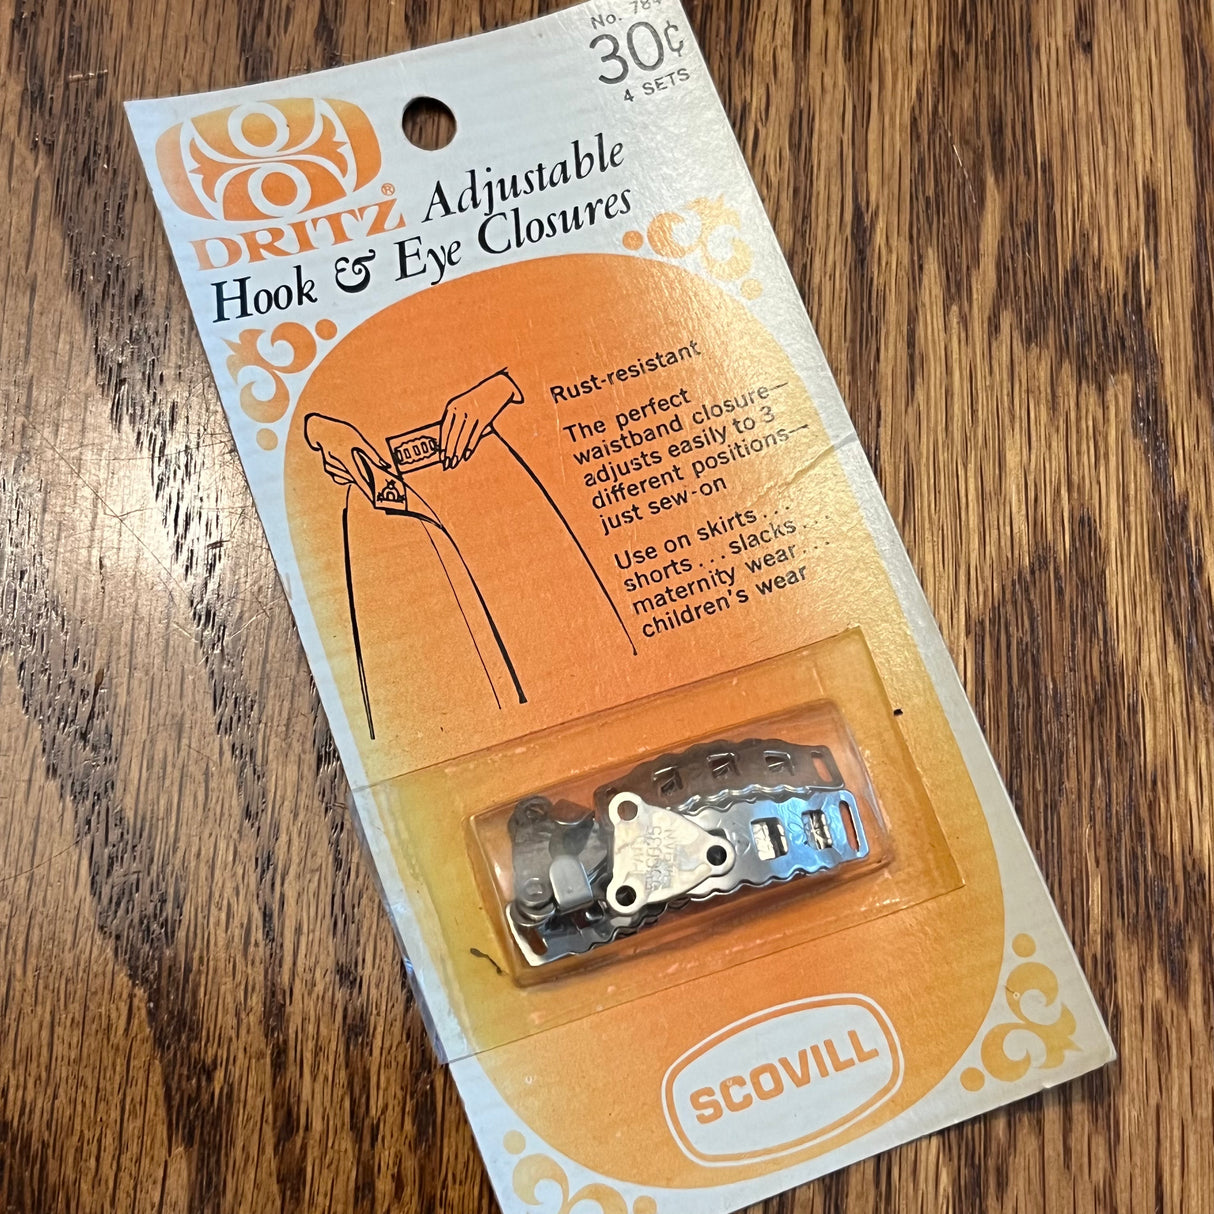 No. 784
30¢
4 SETS
DRITZ® Adjustable
Hook & Eye Closures
Rust-resistant
The perfect
waistband closure—
adjusts easily to 3
different positions—
just sew-on
Use on skirts...
shorts...slacks...
maternity wear...
children's wear
SCOVILL